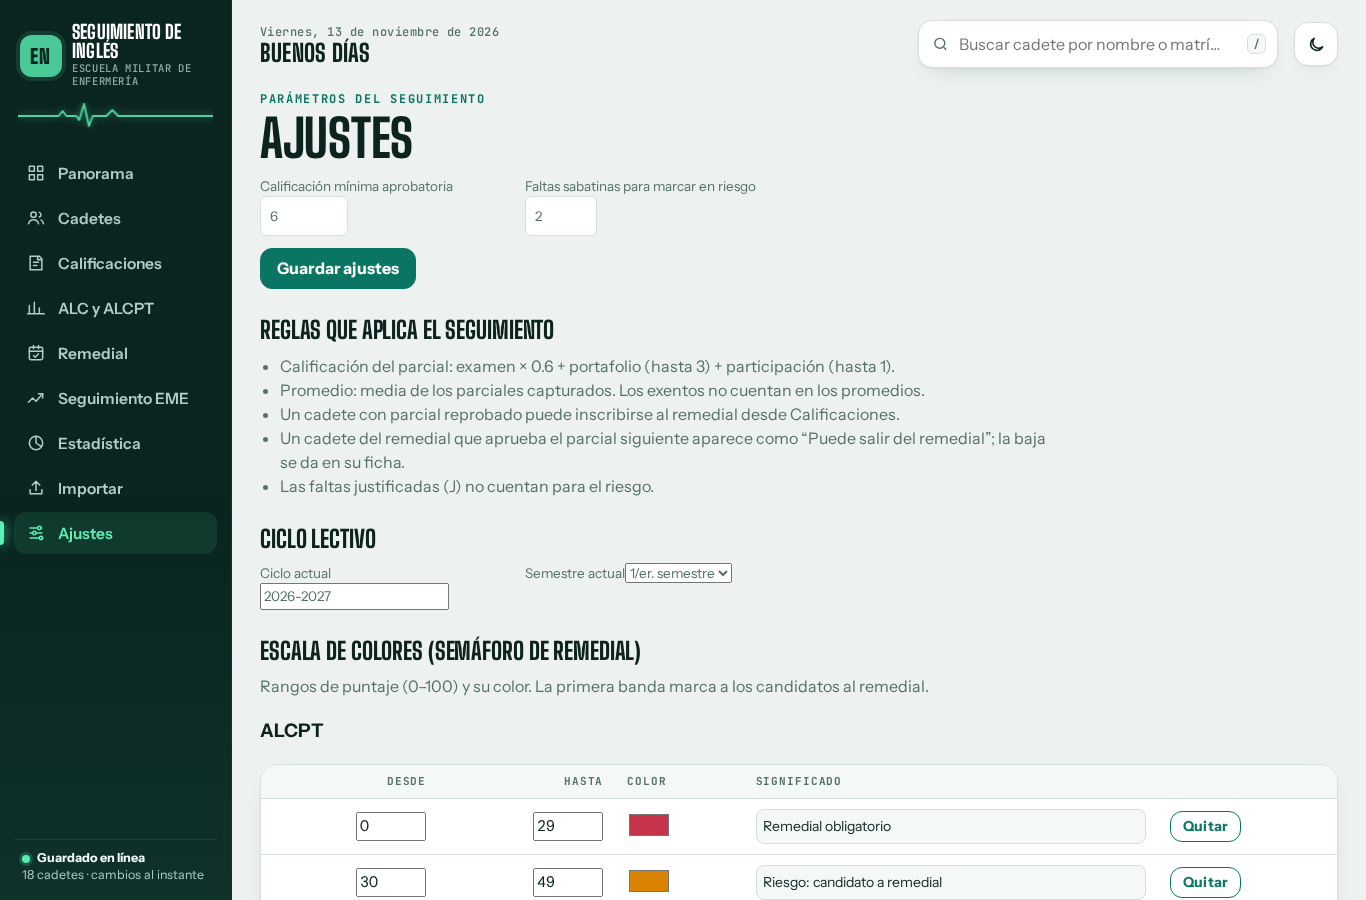 EN
SEGUIMIENTO DE
INGLÉS
ESCUELA MILITAR DE
ENFERMERÍA
Panorama
Cadetes
Calificaciones
ALC y ALCPT
Remedial
Seguimiento EME
Estadística
Importar
Ajustes
Guardado en línea
18 cadetes · cambios al instante
Viernes, 13 de noviembre de 2026
BUENOS DÍAS
Buscar cadete por nombre o matrí...
/
PARÁMETROS DEL SEGUIMIENTO
AJUSTES
Calificación mínima aprobatoria
6
Faltas sabatinas para marcar en riesgo
2
Guardar ajustes
REGLAS QUE APLICA EL SEGUIMIENTO
• Calificación del parcial: examen × 0.6 + portafolio (hasta 3) + participación (hasta 1).
• Promedio: media de los parciales capturados. Los exentos no cuentan en los promedios.
• Un cadete con parcial reprobado puede inscribirse al remedial desde Calificaciones.
• Un cadete del remedial que aprueba el parcial siguiente aparece como “Puede salir del remedial”; la baja
se da en su ficha.
• Las faltas justificadas (J) no cuentan para el riesgo.
CICLO LECTIVO
Ciclo actual
2026-2027
Semestre actual 1/er. semestre
ESCALA DE COLORES (SEMÁFORO DE REMEDIAL)
Rangos de puntaje (0–100) y su color. La primera banda marca a los candidatos al remedial.
ALCPT
DESDE HASTA COLOR SIGNIFICADO
0 29 Remedial obligatorio Quitar
30 49 Riesgo: candidato a remedial Quitar